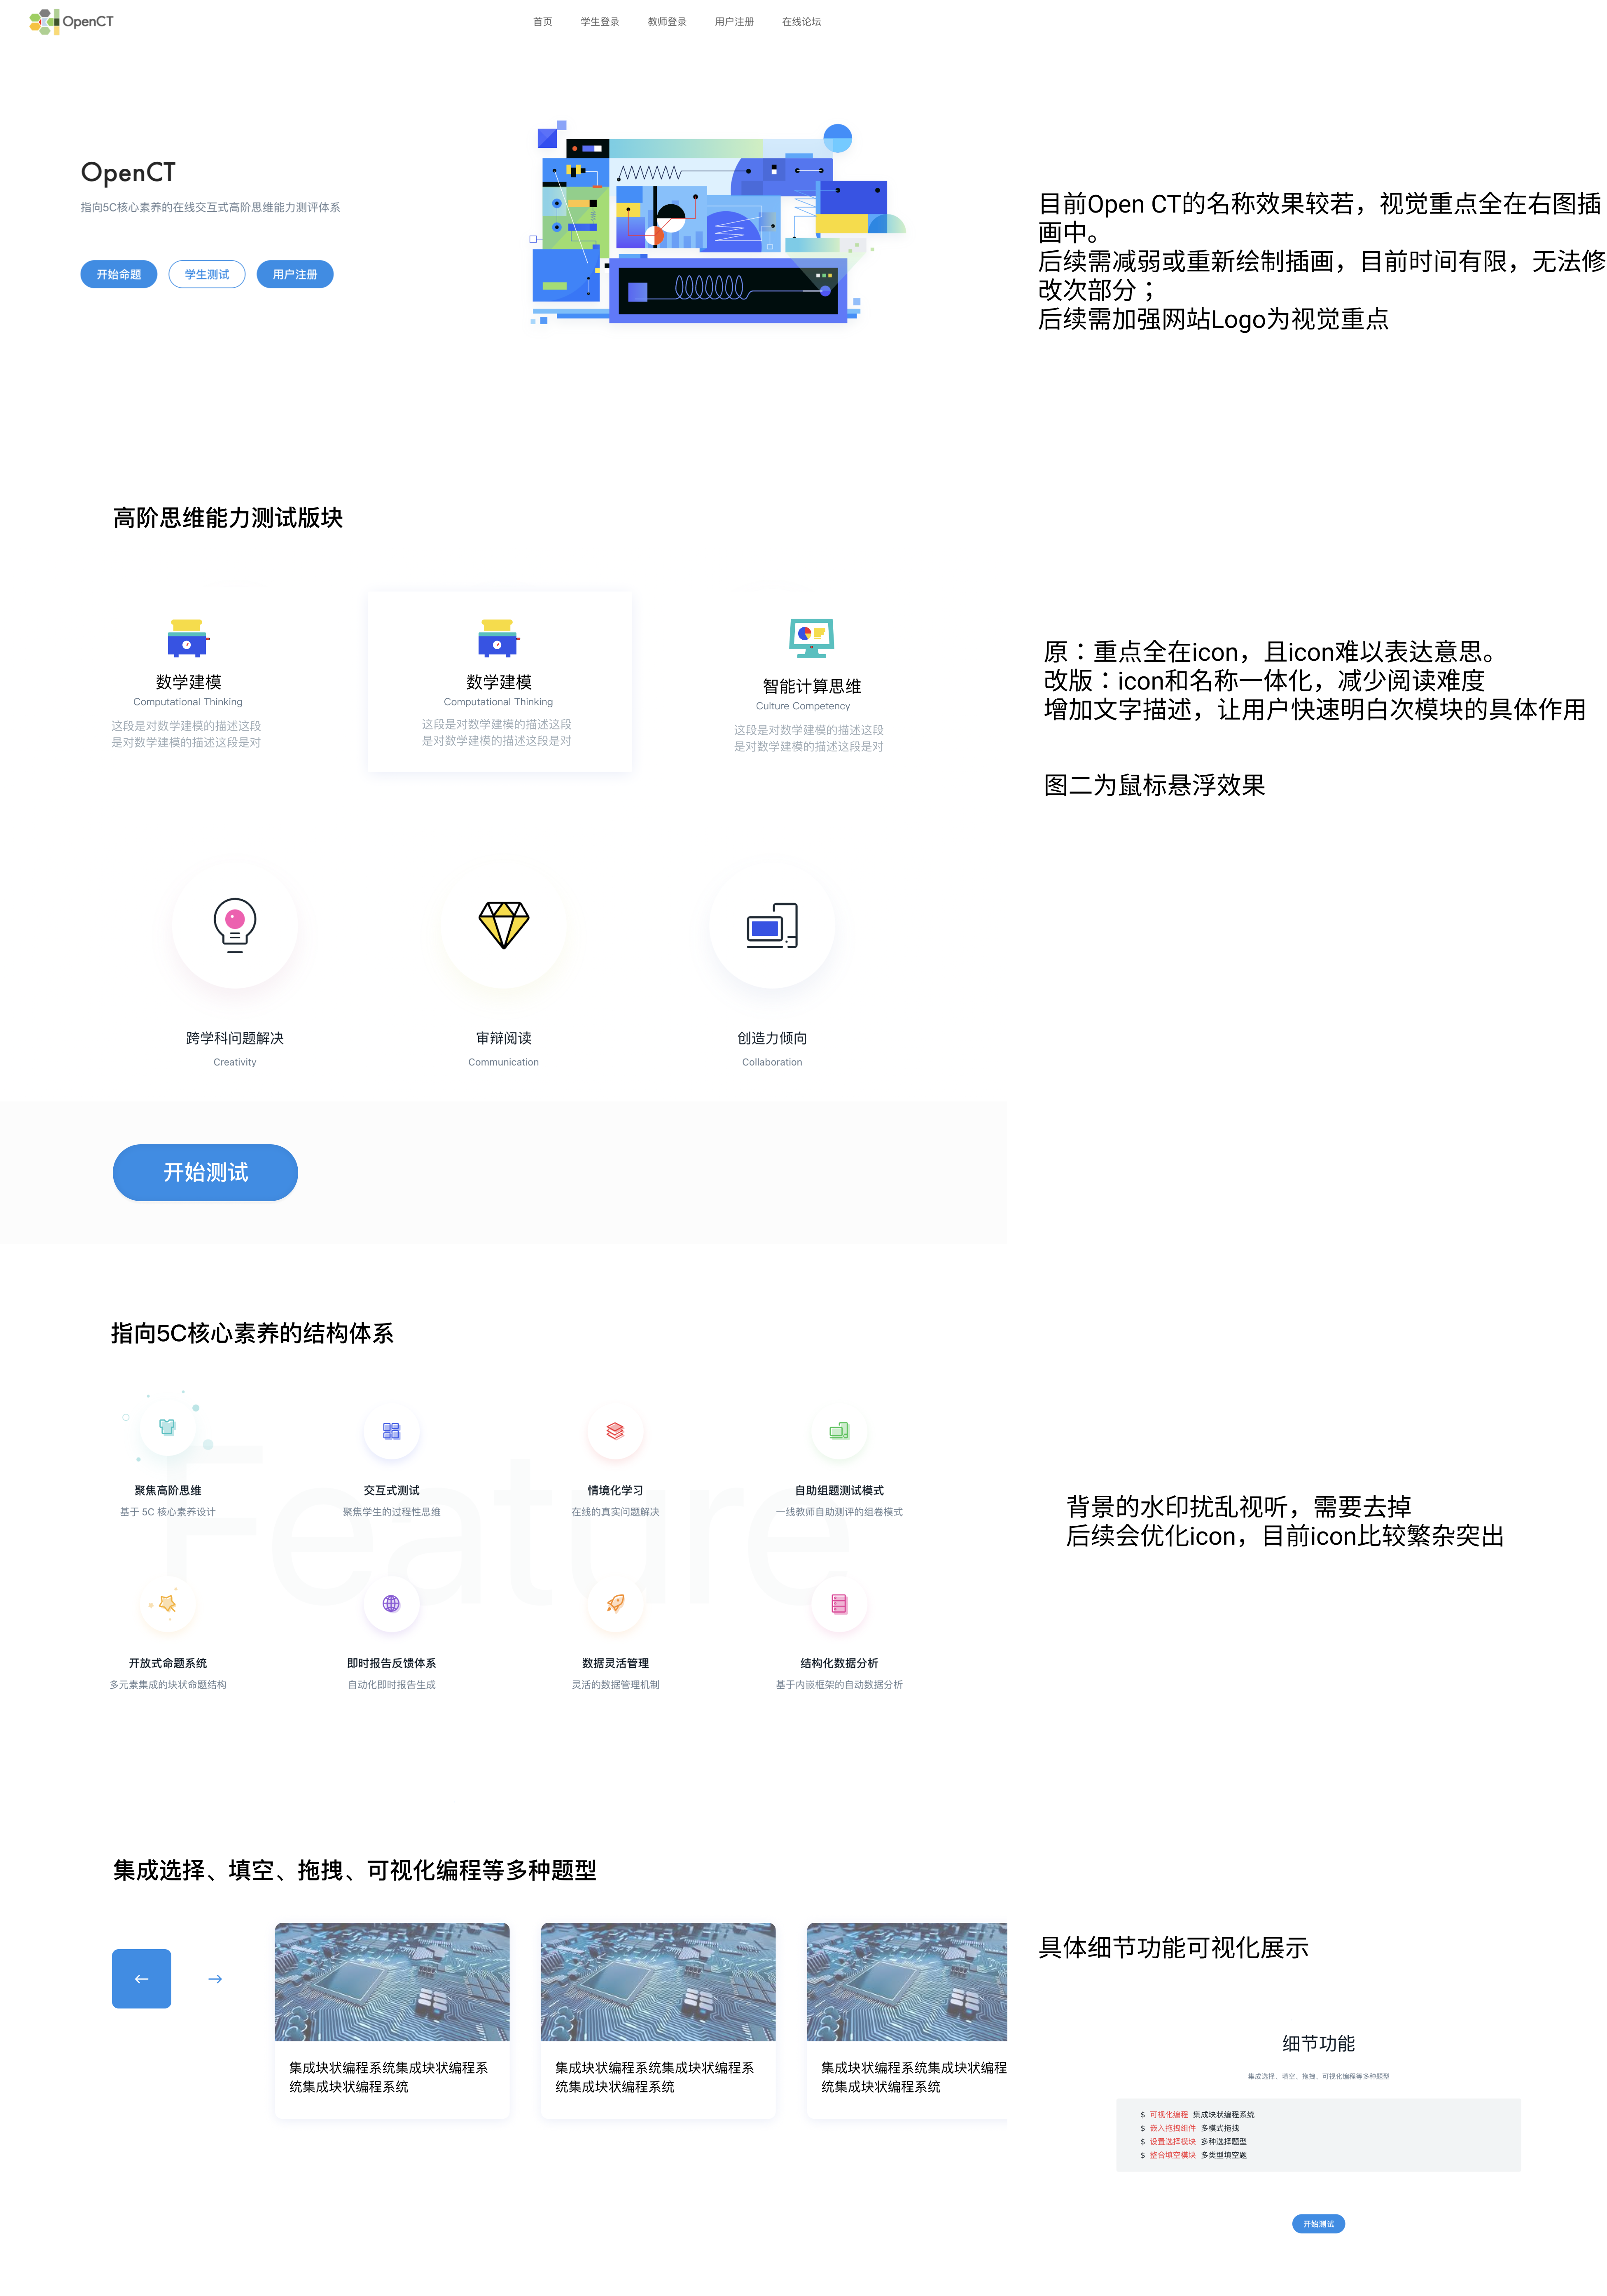 OpenCT
首页 学生登录 教师登录 用户注册 在线论坛
OpenCT
指向5C核心素养的在线交互式高阶思维能力测评体系
开始命题 学生测试 用户注册
目前Open CT的名称效果较若，视觉重点全在右图插
画中。
后续需减弱或重新绘制插画，目前时间有限，无法修
改次部分；
后续需加强网站Logo为视觉重点
高阶思维能力测试版块
数学建模
Computational Thinking
这段是对数学建模的描述这段
是对数学建模的描述这段是对
数学建模
Computational Thinking
这段是对数学建模的描述这段
是对数学建模的描述这段是对
智能计算思维
Culture Competency
这段是对数学建模的描述这段
是对数学建模的描述这段是对
原：重点全在icon，且icon难以表达意思。
改版：icon和名称一体化，减少阅读难度
增加文字描述，让用户快速明白次模块的具体作用
图二为鼠标悬浮效果
跨学科问题解决
Creativity
审辩阅读
Communication
创造力倾向
Collaboration
开始测试
指向5C核心素养的结构体系
Feature
聚焦高阶思维
基于 5C 核心素养设计
交互式测试
聚焦学生的过程性思维
情境化学习
在线的真实问题解决
自助组题测试模式
一线教师自助测评的组卷模式
背景的水印扰乱视听，需要去掉
后续会优化icon，目前icon比较繁杂突出
开放式命题系统
多元素集成的块状命题结构
即时报告反馈体系
自动化即时报告生成
数据灵活管理
灵活的数据管理机制
结构化数据分析
基于内嵌框架的自动数据分析
集成选择、填空、拖拽、可视化编程等多种题型
集成块状编程系统集成块状编程系
统集成块状编程系统
集成块状编程系统集成块状编程系
统集成块状编程系统
集成块状编程系统集成块状编程
统集成块状编程系统
具体细节功能可视化展示
细节功能
集成选择、填空、拖拽、可视化编程等多种题型
$ 可视化编程 集成块状编程系统
$ 嵌入拖拽组件 多模式拖拽
$ 设置选择模块 多种选择题型
$ 整合填空模块 多类型填空题
开始测试